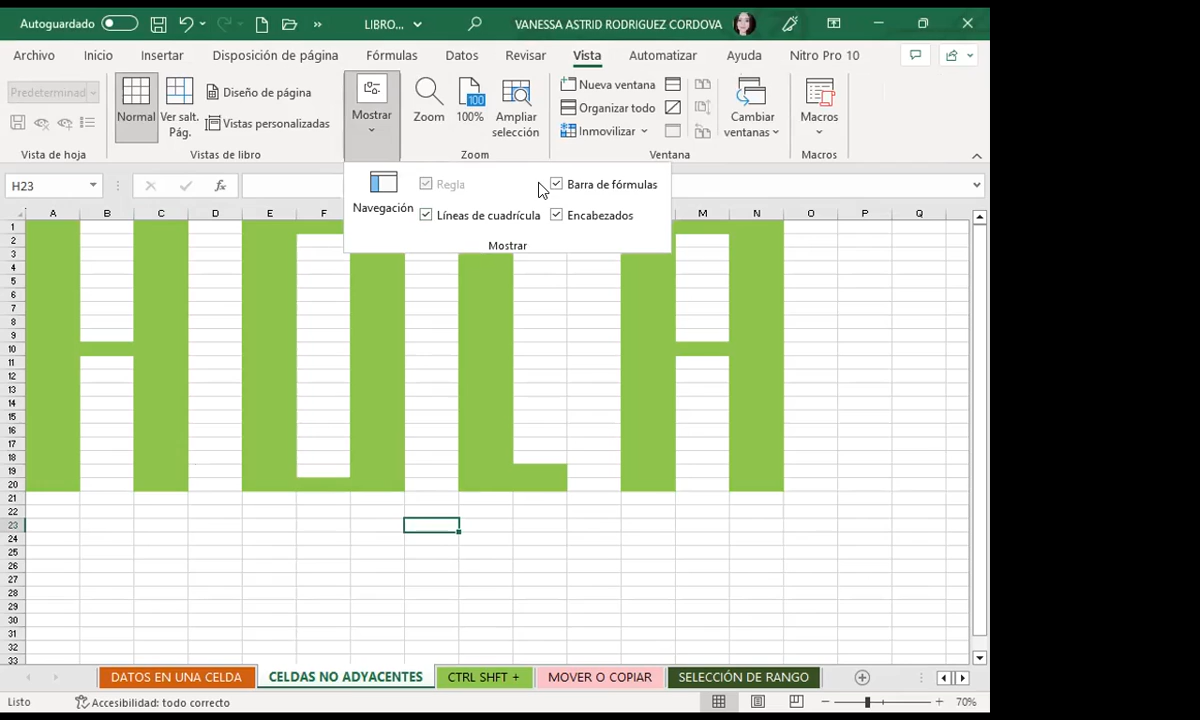 Autoguardado
LIBRO...
VANESSA ASTRID RODRIGUEZ CORDOVA
Archivo Inicio Insertar Disposición de página Fórmulas Datos Revisar Vista Automatizar Ayuda Nitro Pro 10
Predeterminad
Vista de hoja
Normal
Ver salt. Pág.
Diseño de página
Vistas personalizadas
Vistas de libro
Mostrar
Zoom
100
100%
Ampliar selección
Zoom
Nueva ventana
Organizar todo
Inmovilizar
Cambiar ventanas
Ventana
Macros
Macros
Navegación
Regla
Barra de fórmulas
Líneas de cuadrícula
Encabezados
Mostrar
H23
fx
A B C D E F M N O P Q
1
2
3
4
5
6
7
8
9
10
11
12
13
14
15
16
17
18
19
20
21
22
23
24
25
26
27
28
29
30
31
32
33
HOLA
DATOS EN UNA CELDA CELDAS NO ADYACENTES CTRL SHFT + MOVER O COPIAR SELECCIÓN DE RANGO
Listo Accesibilidad: todo correcto 70%